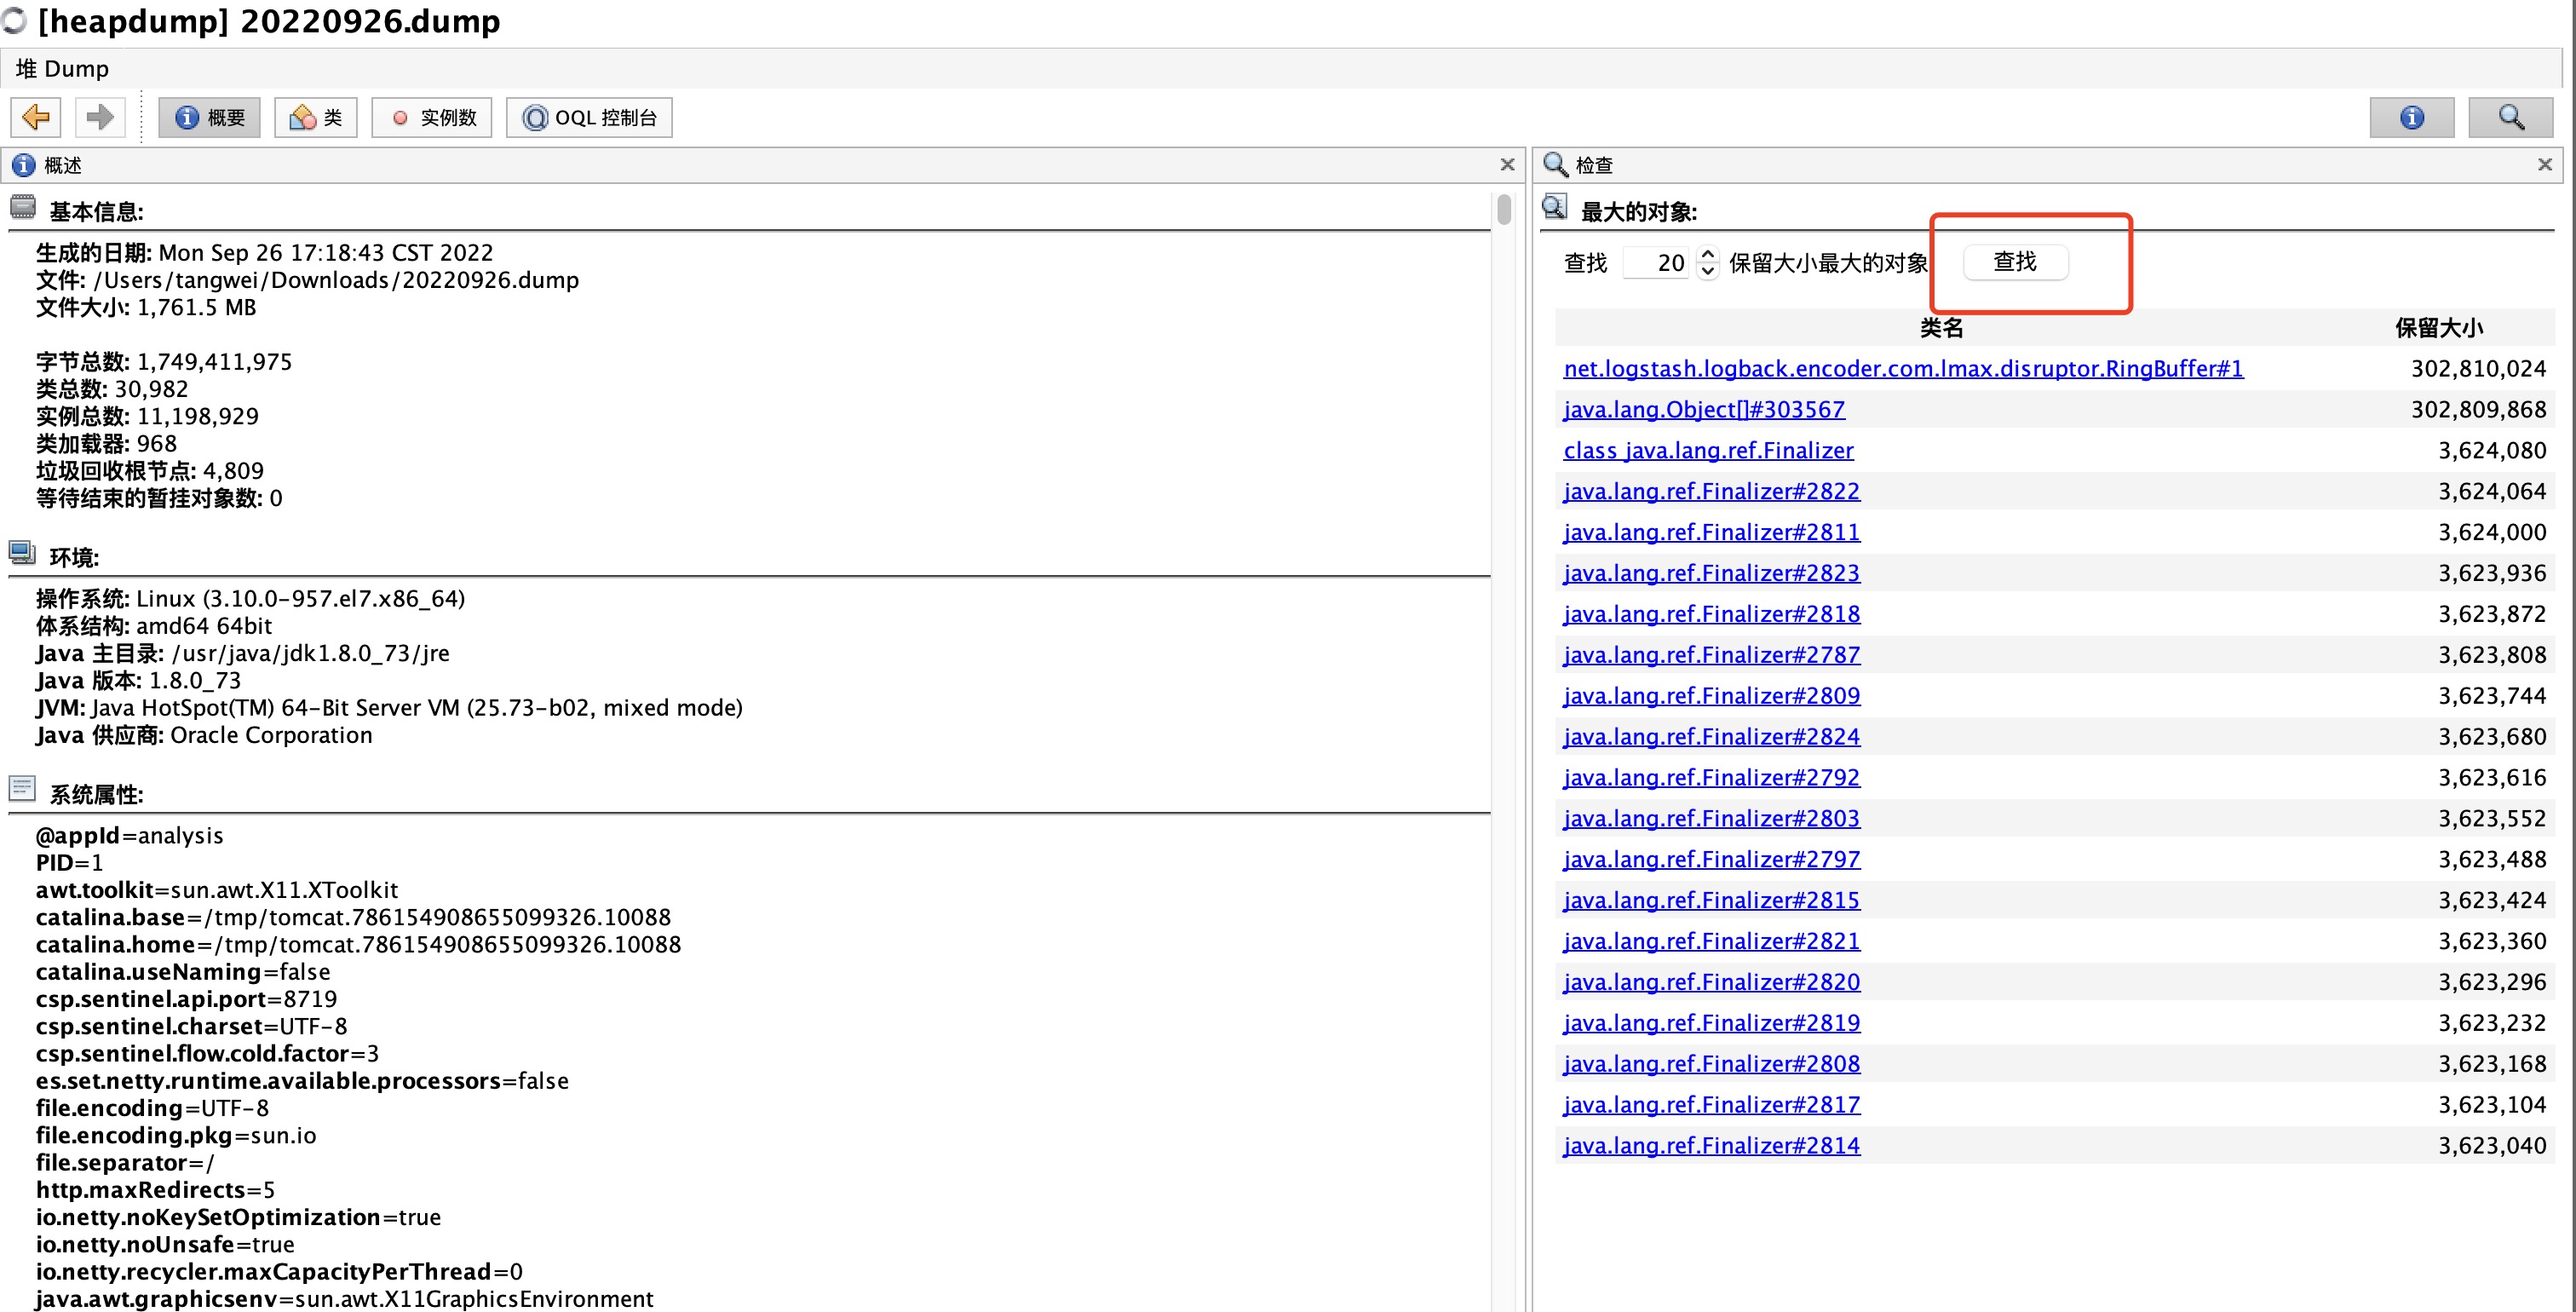 [heapdump] 20220926.dump
堆 Dump
概要
类
实例数
OQL 控制台
概述
基本信息:
生成的日期: Mon Sep 26 17:18:43 CST 2022
文件: /Users/tangwei/Downloads/20220926.dump
文件大小: 1,761.5 MB
字节总数: 1,749,411,975
类总数: 30,982
实例总数: 11,198,929
类加载器: 968
垃圾回收根节点: 4,809
等待结束的暂挂对象数: 0
环境:
操作系统: Linux (3.10.0-957.el7.x86_64)
体系结构: amd64 64bit
Java 主目录: /usr/java/jdk1.8.0_73/jre
Java 版本: 1.8.0_73
JVM: Java HotSpot(TM) 64-Bit Server VM (25.73-b02, mixed mode)
Java 供应商: Oracle Corporation
系统属性:
@appId=analysis
PID=1
awt.toolkit=sun.awt.X11.XToolkit
catalina.base=/tmp/tomcat.786154908655099326.10088
catalina.home=/tmp/tomcat.786154908655099326.10088
catalina.useNaming=false
csp.sentinel.api.port=8719
csp.sentinel.charset=UTF-8
csp.sentinel.flow.cold.factor=3
es.set.netty.runtime.available.processors=false
file.encoding=UTF-8
file.encoding.pkg=sun.io
file.separator=/
http.maxRedirects=5
io.netty.noKeySetOptimization=true
io.netty.noUnsafe=true
io.netty.recycler.maxCapacityPerThread=0
java.awt.graphicsenv=sun.awt.X11GraphicsEnvironment
检查
最大的对象:
查找 20 保留大小最大的对象 查找
类名 保留大小
net.logstash.logback.encoder.com.lmax.disruptor.RingBuffer#1 302,810,024
java.lang.Object[]#303567 302,809,868
class java.lang.ref.Finalizer 3,624,080
java.lang.ref.Finalizer#2822 3,624,064
java.lang.ref.Finalizer#2811 3,624,000
java.lang.ref.Finalizer#2823 3,623,936
java.lang.ref.Finalizer#2818 3,623,872
java.lang.ref.Finalizer#2787 3,623,808
java.lang.ref.Finalizer#2809 3,623,744
java.lang.ref.Finalizer#2824 3,623,680
java.lang.ref.Finalizer#2792 3,623,616
java.lang.ref.Finalizer#2803 3,623,552
java.lang.ref.Finalizer#2797 3,623,488
java.lang.ref.Finalizer#2815 3,623,424
java.lang.ref.Finalizer#2821 3,623,360
java.lang.ref.Finalizer#2820 3,623,296
java.lang.ref.Finalizer#2819 3,623,232
java.lang.ref.Finalizer#2808 3,623,168
java.lang.ref.Finalizer#2817 3,623,104
java.lang.ref.Finalizer#2814 3,623,040